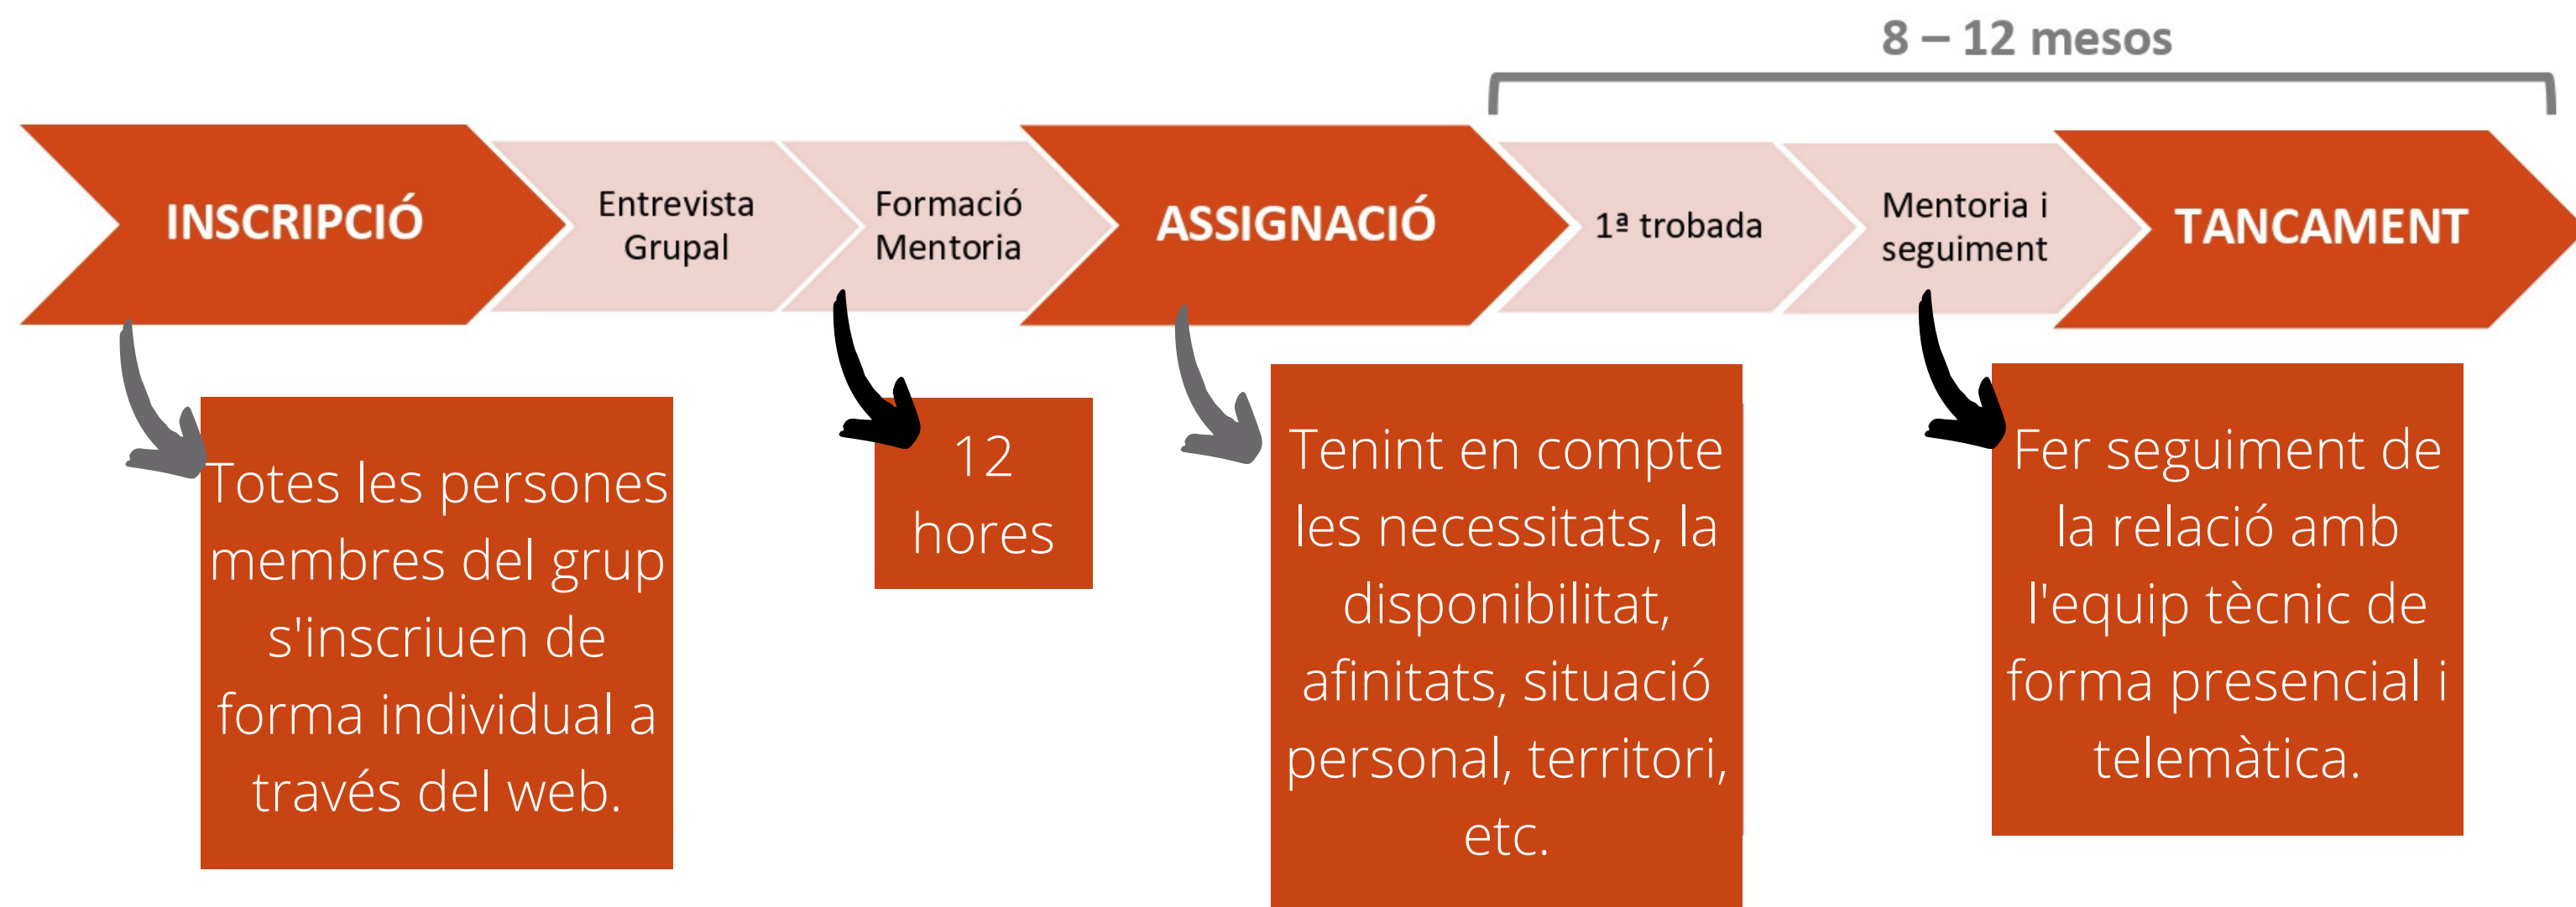 8 – 12 mesos
INSCRIPCIÓ
Entrevista
Grupal
Formació
Mentoria
ASSIGNACIÓ
1ª trobada
Mentoria i
seguiment
TANCAMENT
Totes les persones
membres del grup
s'inscriuen de
forma individual a
través del web.
12
hores
Tenint en compte
les necessitats, la
disponibilitat,
afinitats, situació
personal, territori,
etc.
Fer seguiment de
la relació amb
l'equip tècnic de
forma presencial i
telemàtica.